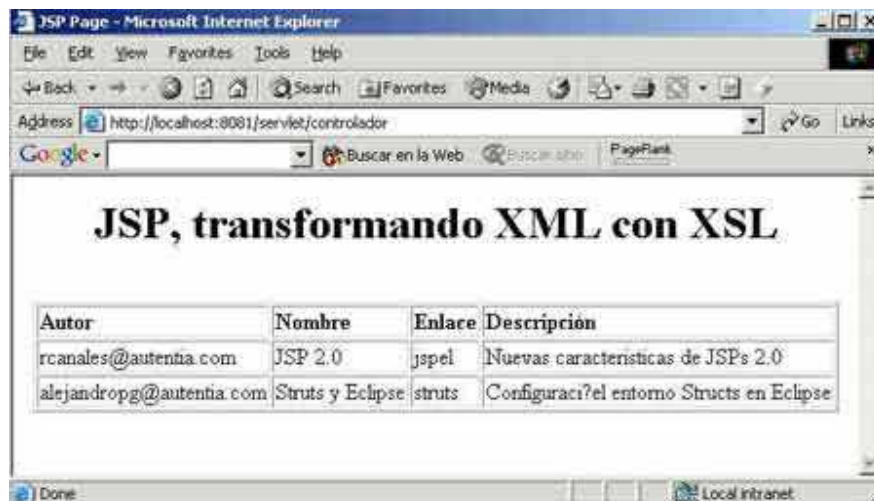 JSP Page - Microsoft Internet Explorer
File Edit View Favorites Tools Help
Back Search Favorites Media
Address http://localhost:8081/servlet/controlador Go Links
Google Buscar en la Web PageRank
JSP, transformando XML con XSL
Autor Nombre Enlace Descripción
rcanales@autentia.com JSP 2.0 jspel Nuevas características de JSPs 2.0
alejandropg@autentia.com Struts y Eclipse struts Configuraci?el entorno Structs en Eclipse
Done Local intranet